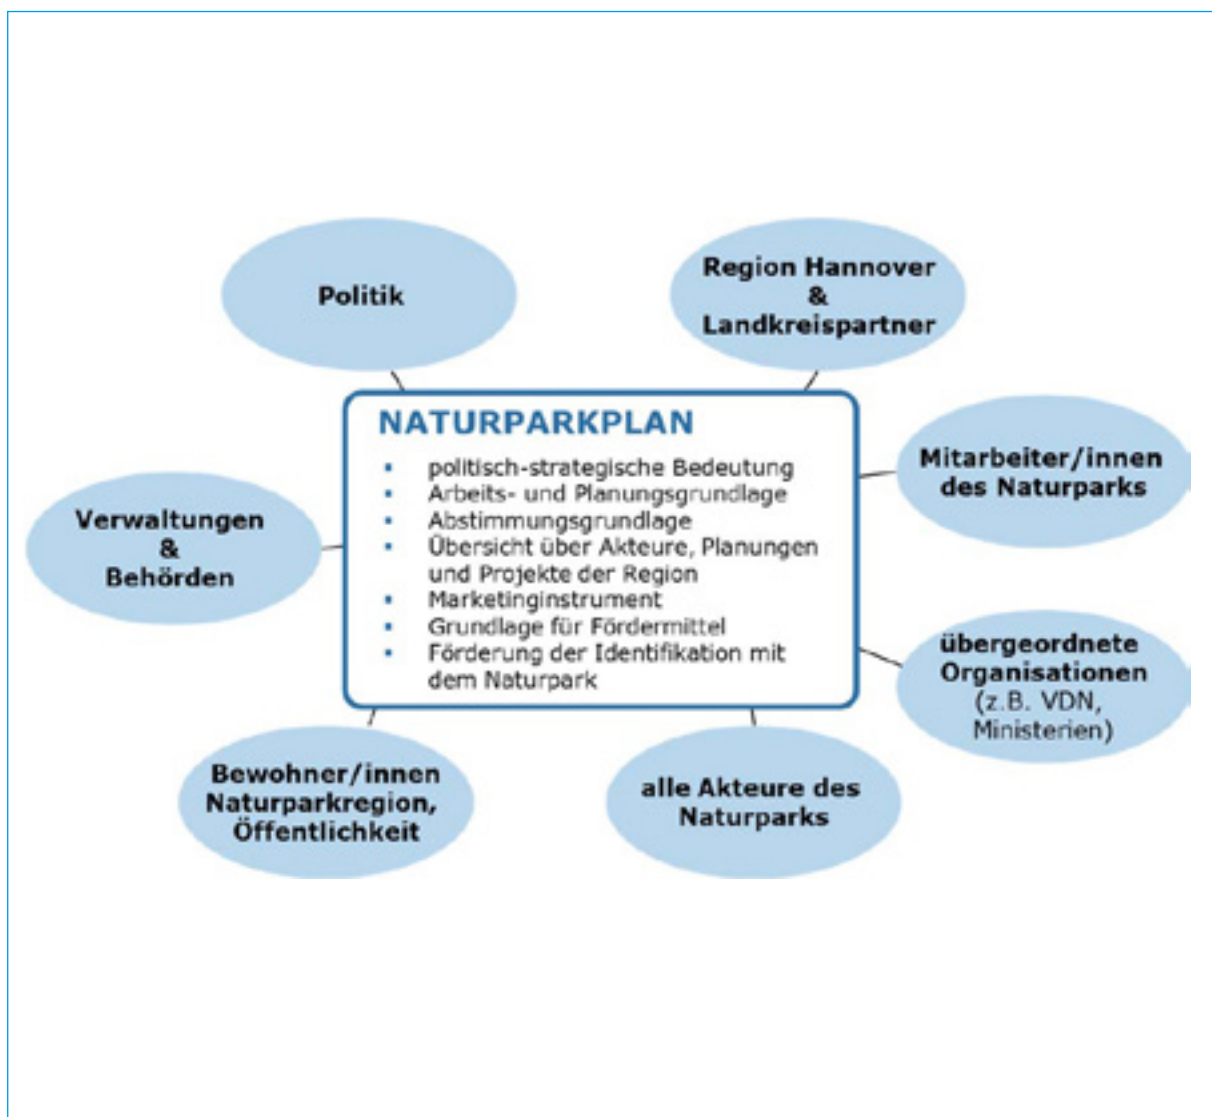 Politik
Region Hannover
&
Landkreispartner
NATURPARKPLAN
▪ politisch-strategische Bedeutung
▪ Arbeits- und Planungsgrundlage
▪ Abstimmungsgrundlage
▪ Übersicht über Akteure, Planungen
und Projekte der Region
▪ Marketinginstrument
▪ Grundlage für Fördermittel
▪ Förderung der Identifikation mit
dem Naturpark
Mitarbeiter/innen
des Naturparks
Verwaltungen
&
Behörden
übergeordnete
Organisationen
(z.B. VDN,
Ministerien)
Bewohner/innen
Naturparkregion,
Öffentlichkeit
alle Akteure des
Naturparks